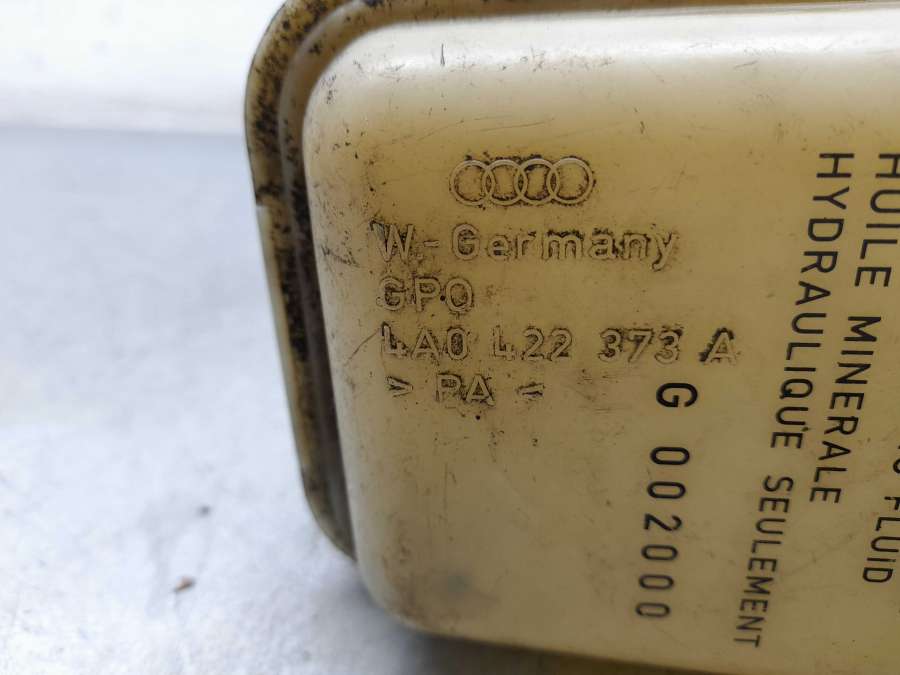 W.-Germany
GPO
4A0 422 373 A
> PA <
G 002000
HUILE MINERALE
HYDRAULIQUE SEULEMENT
FLUID